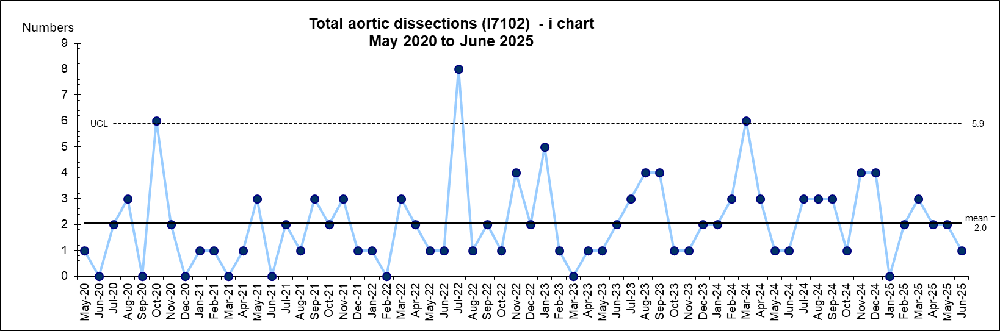 Total aortic dissections (I7102)  - i chart
May 2020 to June 2025
Numbers
9
8
7
6
5
4
3
2
1
0
UCL
5.9
mean =
2.0
May-20
Jun-20
Jul-20
Aug-20
Sep-20
Oct-20
Nov-20
Dec-20
Jan-21
Feb-21
Mar-21
Apr-21
May-21
Jun-21
Jul-21
Aug-21
Sep-21
Oct-21
Nov-21
Dec-21
Jan-22
Feb-22
Mar-22
Apr-22
May-22
Jun-22
Jul-22
Aug-22
Sep-22
Oct-22
Nov-22
Dec-22
Jan-23
Feb-23
Mar-23
Apr-23
May-23
Jun-23
Jul-23
Aug-23
Sep-23
Oct-23
Nov-23
Dec-23
Jan-24
Feb-24
Mar-24
Apr-24
May-24
Jun-24
Jul-24
Aug-24
Sep-24
Oct-24
Nov-24
Dec-24
Jan-25
Feb-25
Mar-25
Apr-25
May-25
Jun-25